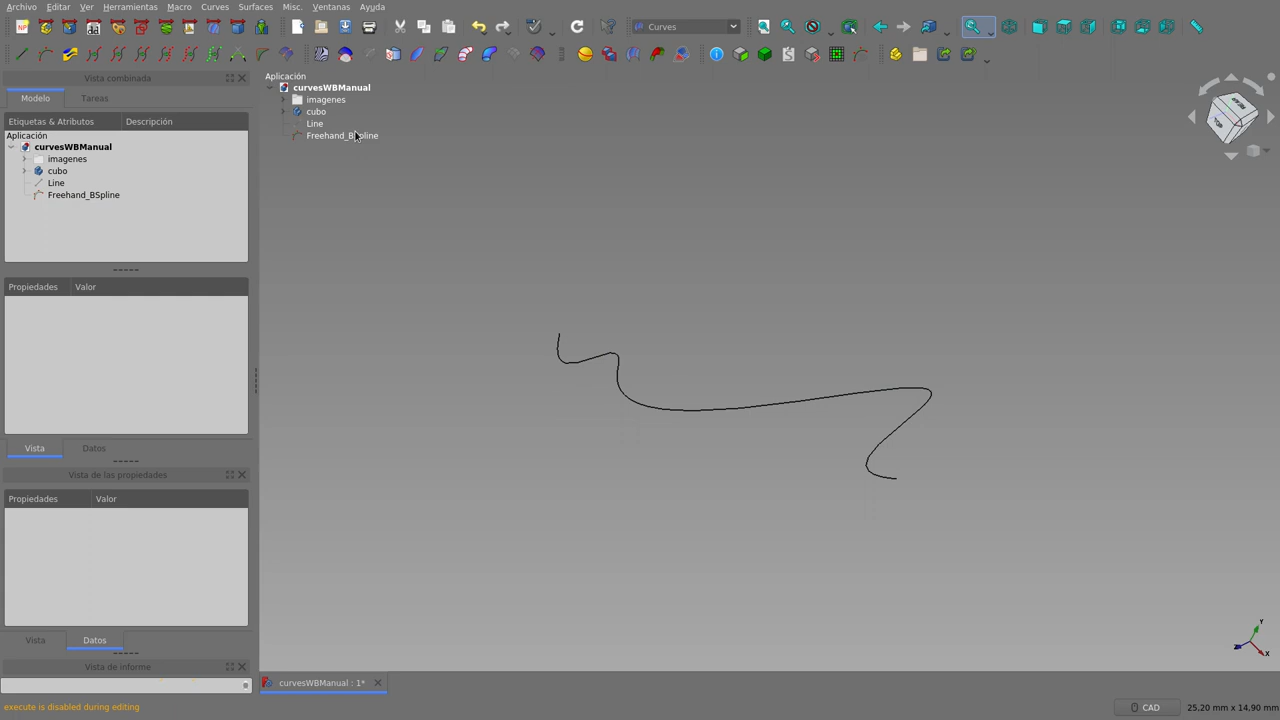 Archivo Editar Ver Herramientas Macro Curves Surfaces Misc. Ventanas Ayuda
Curves
Vista combinada
Modelo Tareas
Etiquetas & Atributos Descripción
Aplicación
curvesWBManual
imagenes
cubo
Line
Freehand_BSpline
Propiedades Valor
Vista Datos
Vista de las propiedades
Propiedades Valor
Vista Datos
Vista de informe
execute is disabled during editing
Aplicación
curvesWBManual
imagenes
cubo
Line
Freehand_BSpline
Y
Z
X
curvesWBManual : 1*
CAD 25,20 mm x 14,90 mm